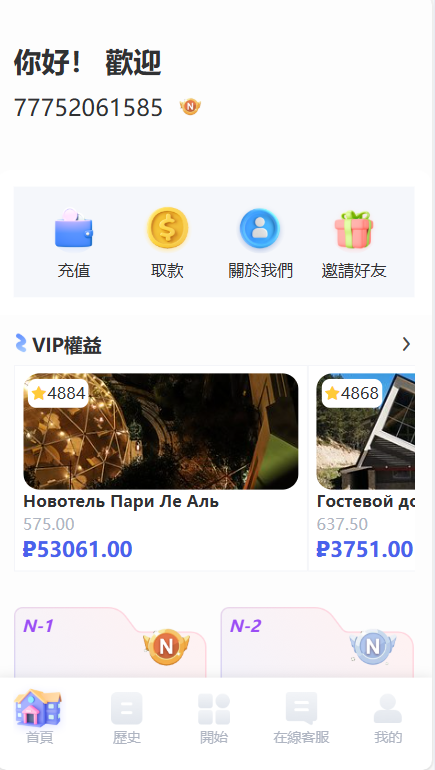 你好！ 歡迎
77752061585 N
充值 取款 關於我們 邀請好友
VIP權益
4884 4868
Новотель Пари Ле Аль Гостевой до
575.00 637.50
₽53061.00 ₽3751.00
N-1 N N-2 N
首頁 歷史 開始 在線客服 我的